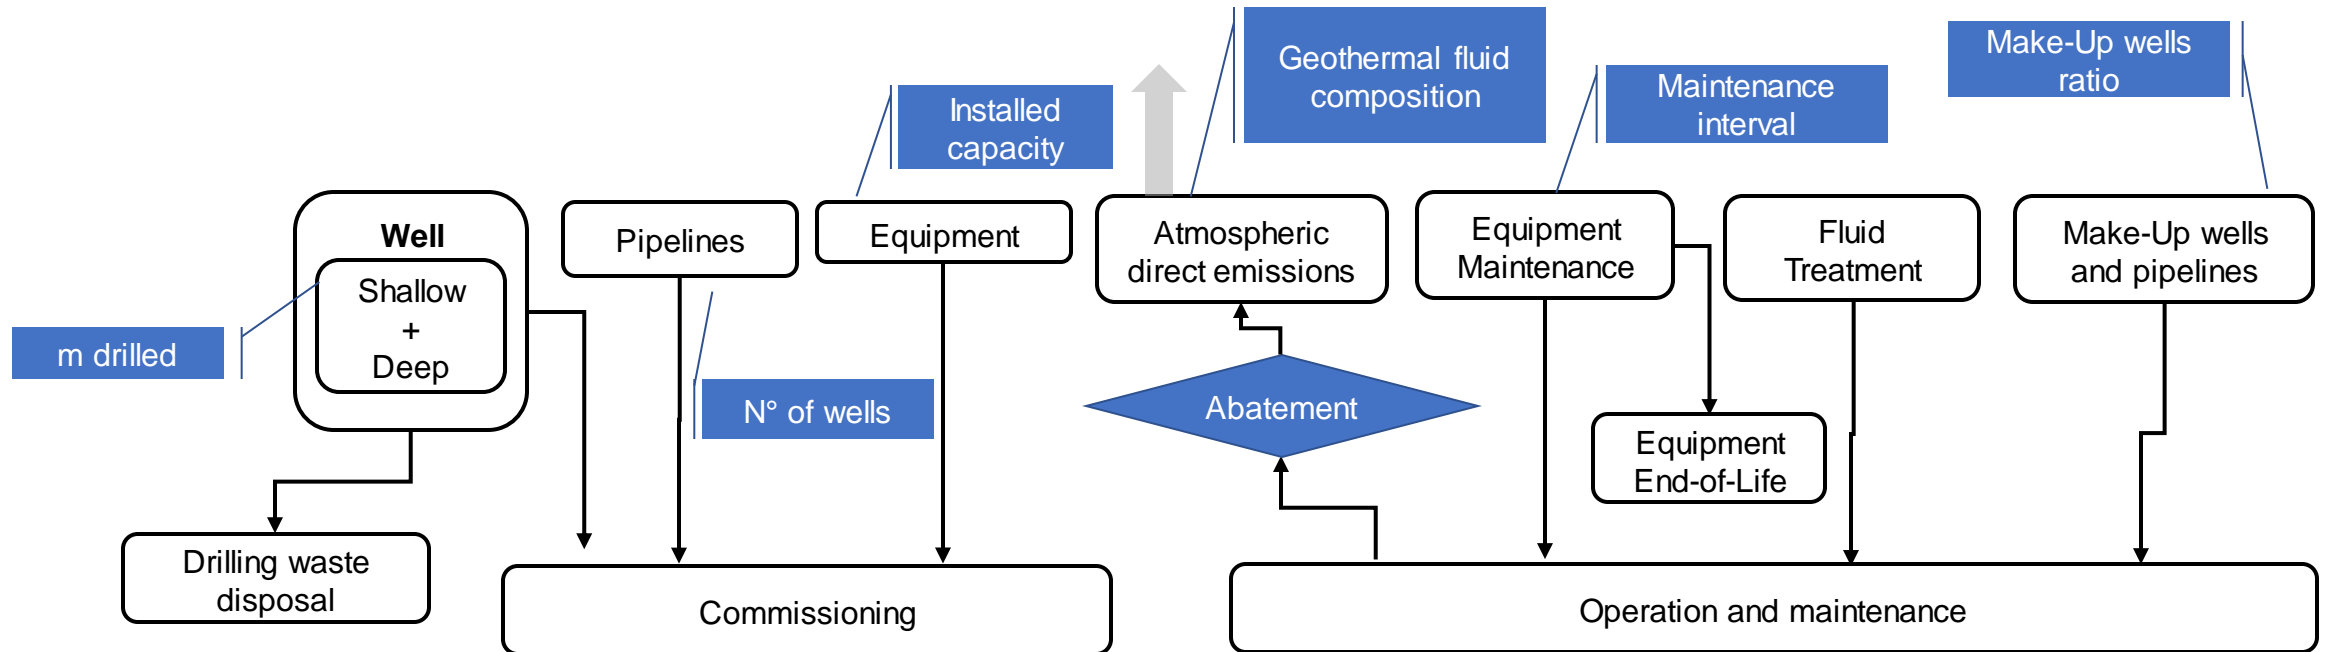 Geothermal fluid
composition
Make-Up wells
ratio
Installed
capacity
Maintenance
interval
Well
Shallow
+
Deep
Pipelines
Equipment
Atmospheric
direct emissions
Equipment
Maintenance
Fluid
Treatment
Make-Up wells
and pipelines
m drilled
N° of wells
Abatement
Equipment
End-of-Life
Drilling waste
disposal
Commissioning
Operation and maintenance